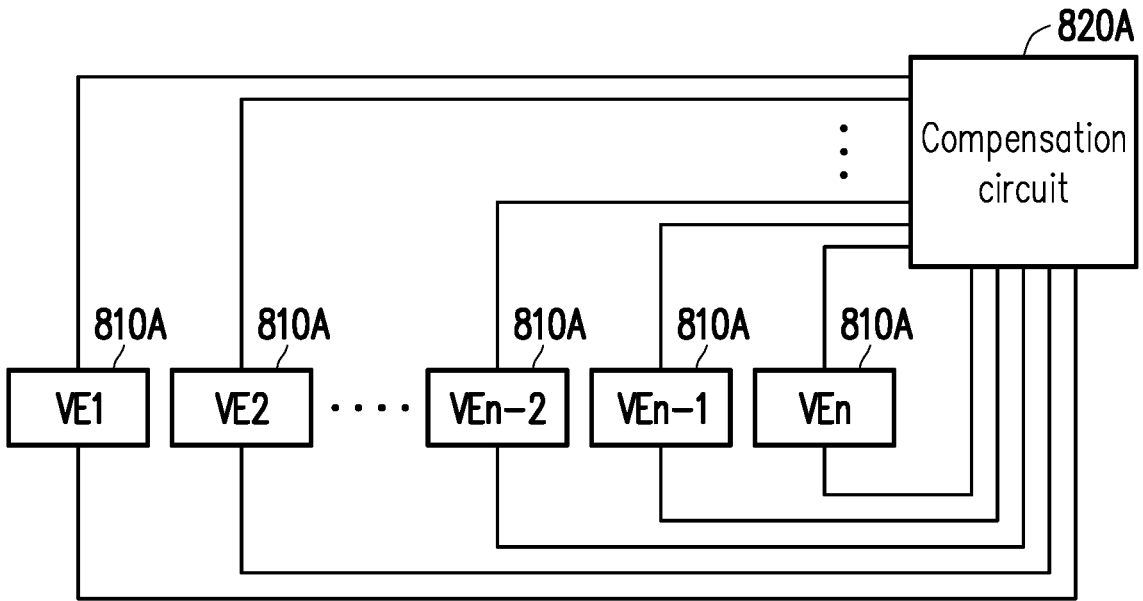 820A
Compensation
circuit
810A 810A 810A 810A 810A
VE1 VE2 VEn-2 VEn-1 VEn